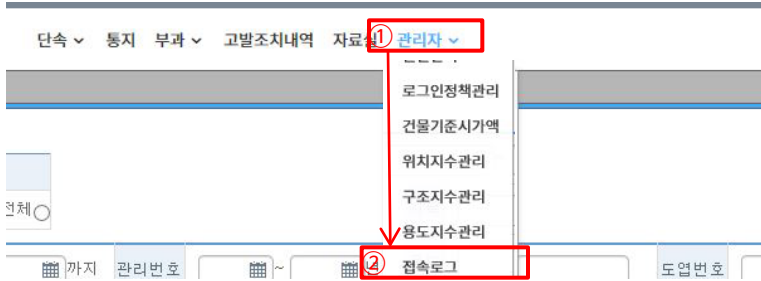 단속 통지 부과 고발조치내역 자료실 ① 관리자
로그인정책관리
건물기준시가액
위치지수관리
전체
구조지수관리
용도지수관리
까지 관리번호 ~ ② 접속로그 도엽번호